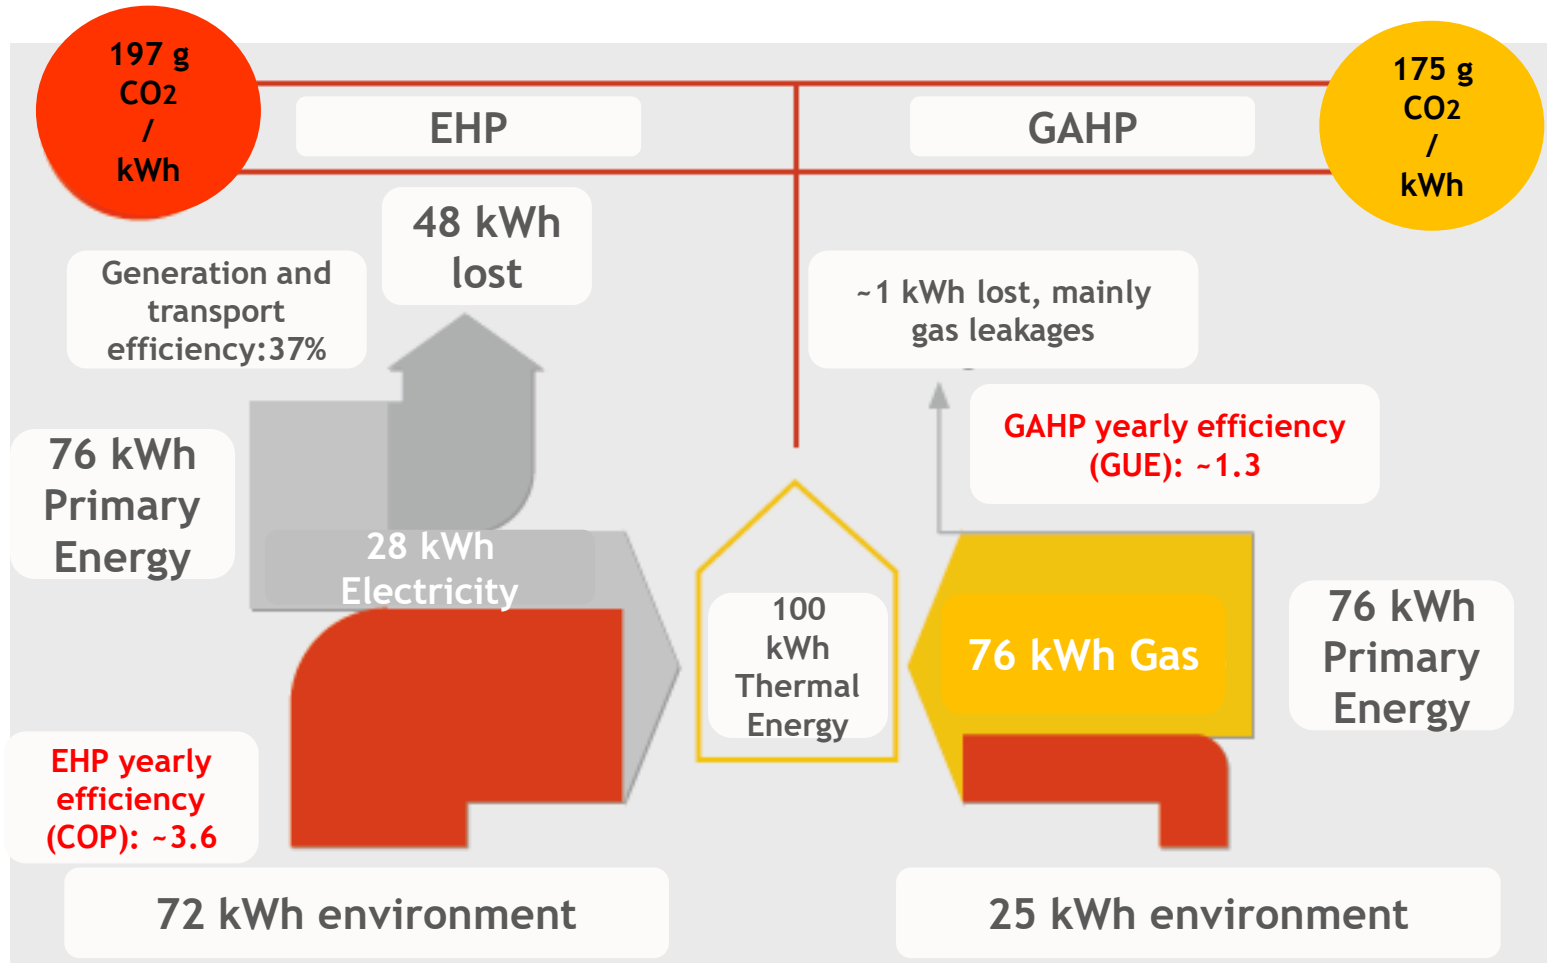 197 g
CO2
/
kWh
EHP
GAHP
175 g
CO2
/
kWh
48 kWh
lost
Generation and
transport
efficiency:37%
~1 kWh lost, mainly
gas leakages
GAHP yearly efficiency
(GUE): ~1.3
76 kWh
Primary
Energy
28 kWh
Electricity
100
kWh
Thermal
Energy
76 kWh Gas
76 kWh
Primary
Energy
EHP yearly
efficiency
(COP): ~3.6
72 kWh environment
25 kWh environment